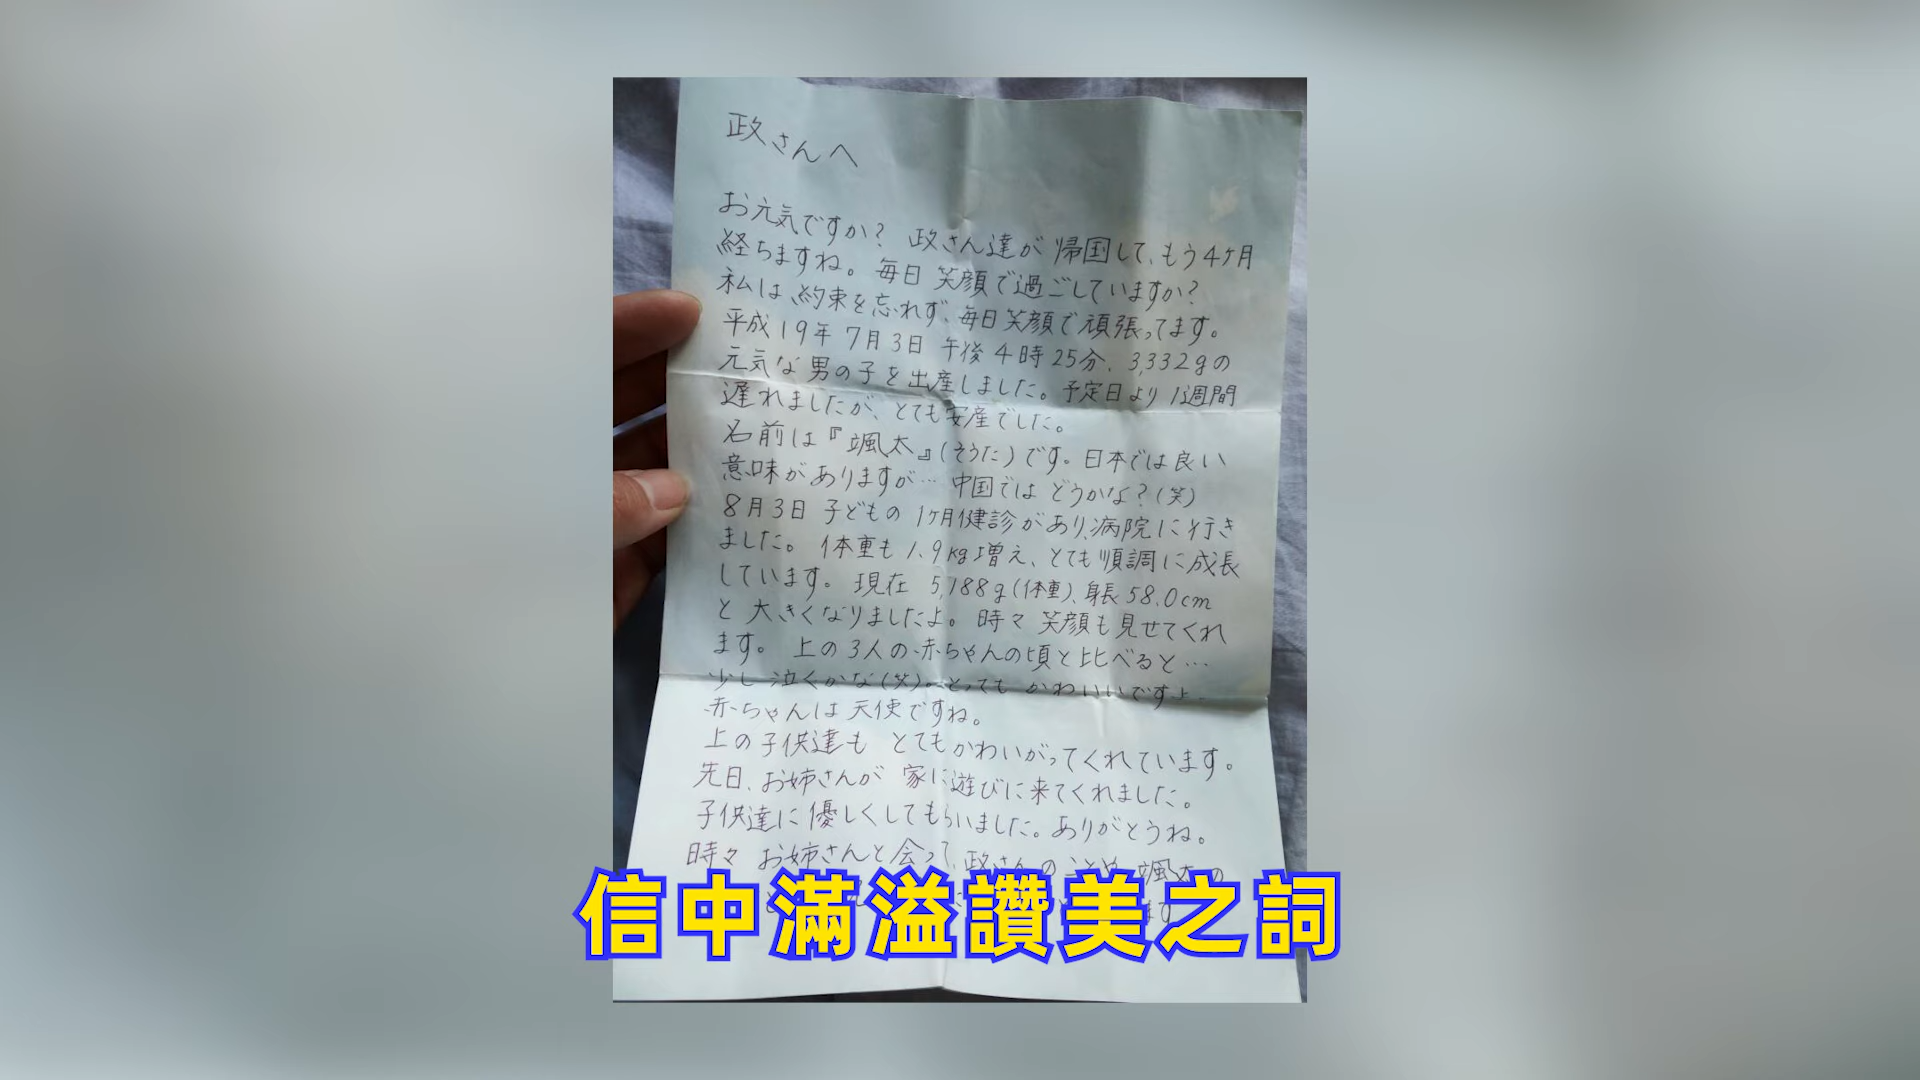 政さんへ
お元気ですか? 政さん達が帰国して、もう4ヶ月
経ちますね。毎日笑顔で過ごしていますか?
私は、約束を忘れず、毎日笑顔で頑張ってます。
平成19年7月3日 午後4時25分、3,332gの
元気な男の子を出産しました。予定日より1週間
遅れましたが、とても安産でした。
名前は『颯太』(そうた)です。日本では良い
意味がありますが… 中国ではどうかな?(笑)
8月3日 子どもの1ヶ月健診があり、病院に行き
ました。体重も1.9kg増え、とても順調に成長
しています。現在 5,188g(体重)、身長58.0cm
と大きくなりましたよ。時々笑顔も見せてくれ
ます。上の3人の赤ちゃんの頃と比べると…
少し泣くかな(笑)。とってもかわいいですよ。
赤ちゃんは天使ですね。
上の子供達も とてもかわいがってくれています。
先日、お姉さんが 家に遊びに来てくれました。
子供達に優しくしてもらいました。ありがとうね。
時々 お姉さんと会って、政さんのことや 颯太の
信中滿溢讚美之詞